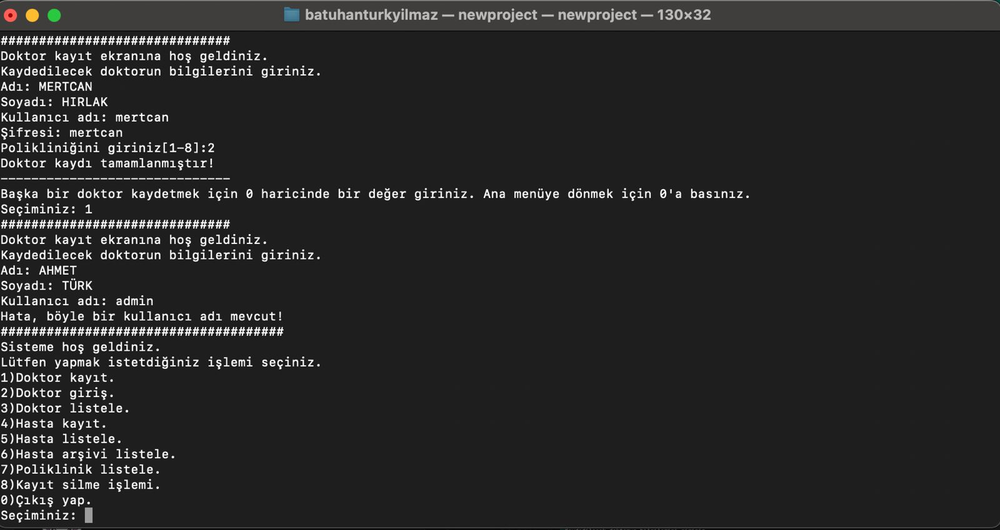 batuhanturkyilmaz — newproject — newproject — 130×32
##############################
Doktor kayıt ekranına hoş geldiniz.
Kaydedilecek doktorun bilgilerini giriniz.
Adı: MERTCAN
Soyadı: HIRLAK
Kullanıcı adı: mertcan
Şifresi: mertcan
Polikliniğini giriniz[1-8]:2
Doktor kaydı tamamlanmıştır!
------------------------------
Başka bir doktor kaydetmek için 0 haricinde bir değer giriniz. Ana menüye dönmek için 0'a basınız.
Seçiminiz: 1
##############################
Doktor kayıt ekranına hoş geldiniz.
Kaydedilecek doktorun bilgilerini giriniz.
Adı: AHMET
Soyadı: TÜRK
Kullanıcı adı: admin
Hata, böyle bir kullanıcı adı mevcut!
#####################################
Sisteme hoş geldiniz.
Lütfen yapmak istetdiğiniz işlemi seçiniz.
1)Doktor kayıt.
2)Doktor giriş.
3)Doktor listele.
4)Hasta kayıt.
5)Hasta listele.
6)Hasta arşivi listele.
7)Poliklinik listele.
8)Kayıt silme işlemi.
0)Çıkış yap.
Seçiminiz: